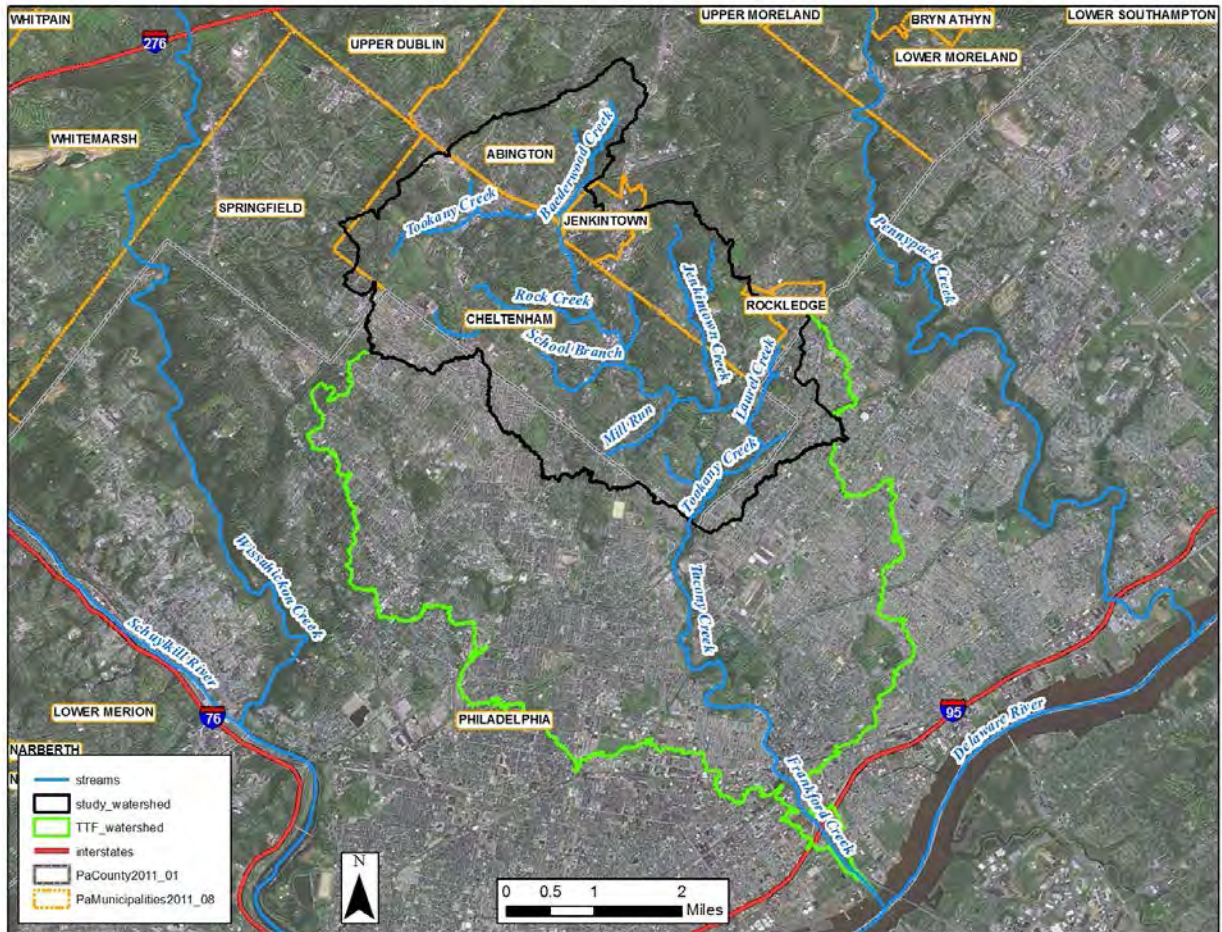 WHITPAIN
UPPER MORELAND
BRYN ATHYN
LOWER SOUTHAMPTON
276
UPPER DUBLIN
LOWER MORELAND
WHITEMARSH
ABINGTON
Baederwood Creek
SPRINGFIELD
Tookany Creek
JENKINTOWN
Pennypack Creek
Rock Creek
Jenkintown Creek
ROCKLEDGE
CHELTENHAM
School Branch
Laurel Creek
Mill Run
Tookany Creek
Wissahickon Creek
Tacony Creek
Schuylkill River
LOWER MERION
76
PHILADELPHIA
95
Delaware River
NARBERTH
N
Frankford Creek
streams
study_watershed
TTF_watershed
interstates
PaCounty2011_01
PaMunicipalities2011_08
N
0 0.5 1 2
Miles